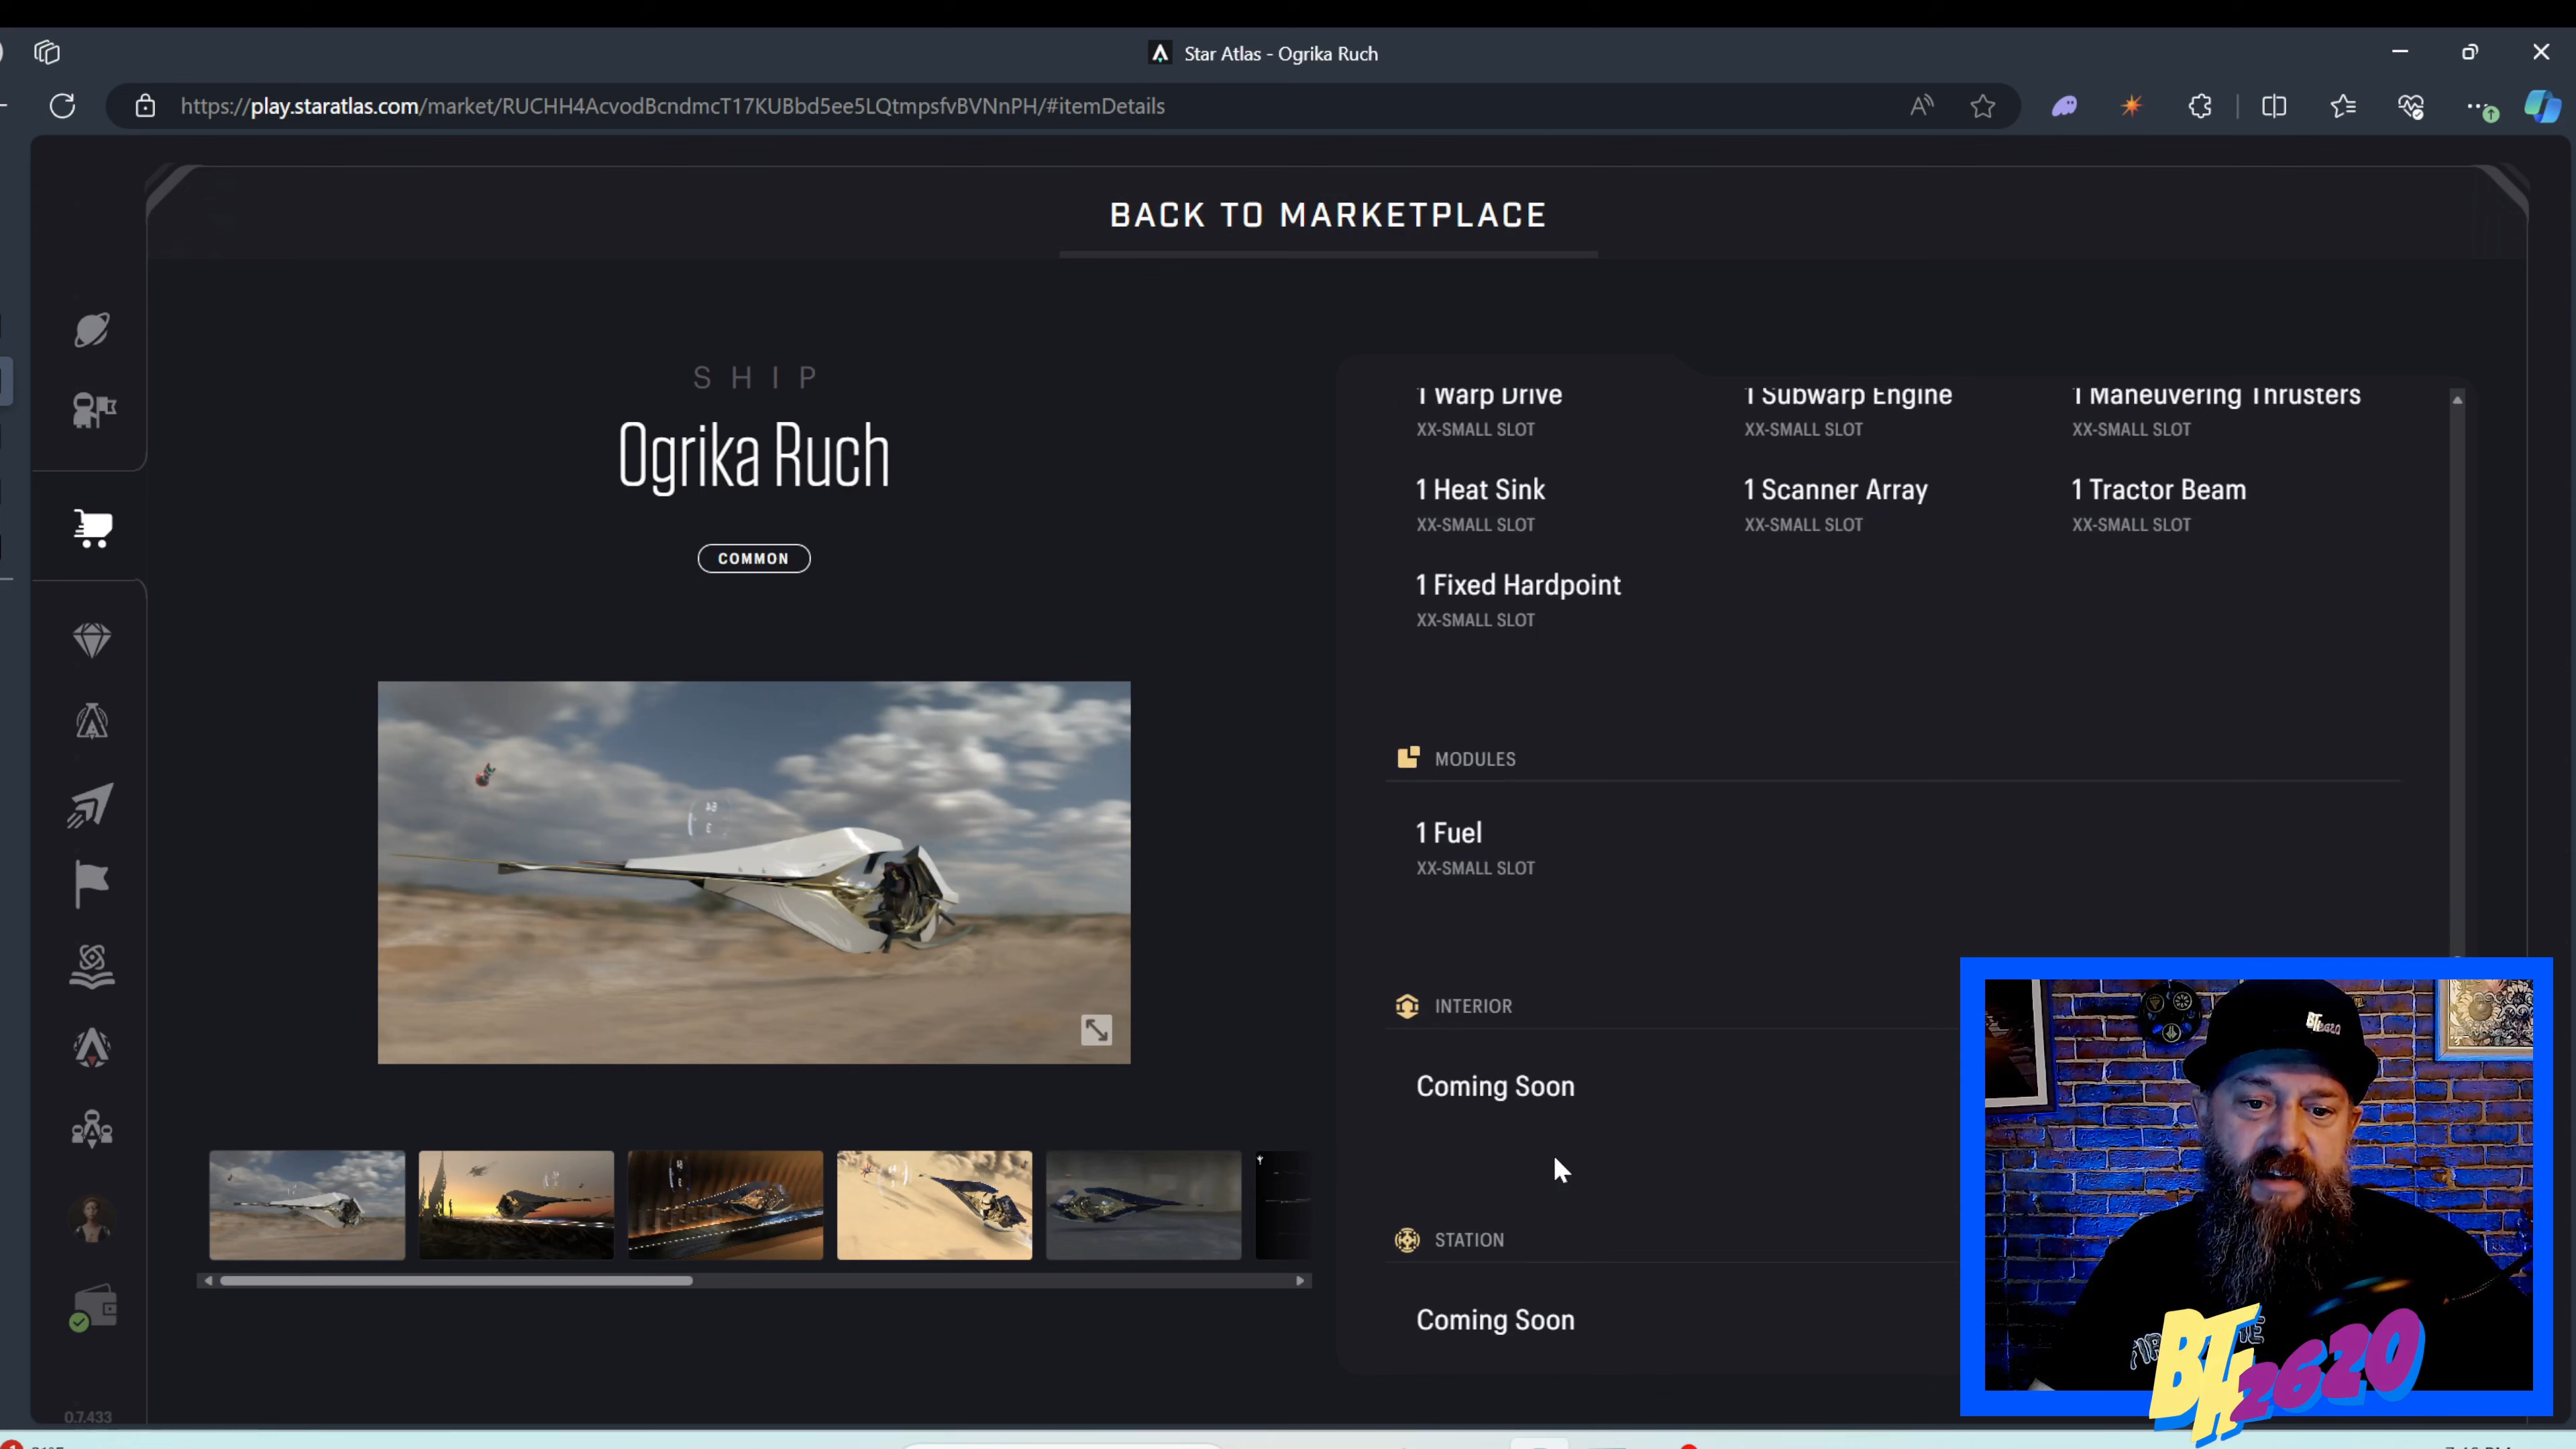 Star Atlas - Ogrika Ruch
https://play.staratlas.com/market/RUCHH4AcvodBcndmcT17KUBbd5ee5LQtmpsfvBVNnPH/#itemDetails
BACK TO MARKETPLACE
SHIP
Ogrika Ruch
COMMON
1 Warp Drive
XX-SMALL SLOT
1 Subwarp Engine
XX-SMALL SLOT
1 Maneuvering Thrusters
XX-SMALL SLOT
1 Heat Sink
XX-SMALL SLOT
1 Scanner Array
XX-SMALL SLOT
1 Tractor Beam
XX-SMALL SLOT
1 Fixed Hardpoint
XX-SMALL SLOT
MODULES
1 Fuel
XX-SMALL SLOT
INTERIOR
Coming Soon
STATION
Coming Soon
BTH2620
0.7.433